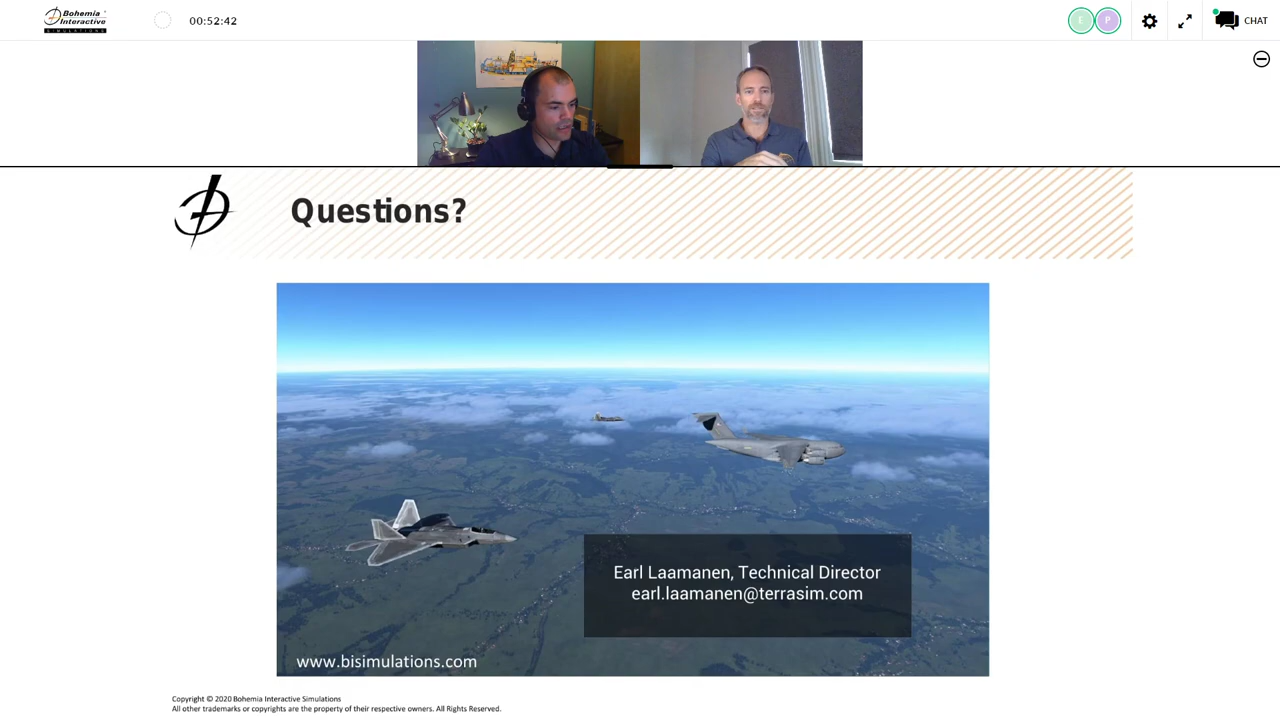 Bohemia
Interactive
SIMULATIONS
00:52:42
E
P
CHAT
Questions?
Earl Laamanen, Technical Director
earl.laamanen@terrasim.com
www.bisimulations.com
Copyright © 2020 Bohemia Interactive Simulations
All other trademarks or copyrights are the property of their respective owners. All Rights Reserved.